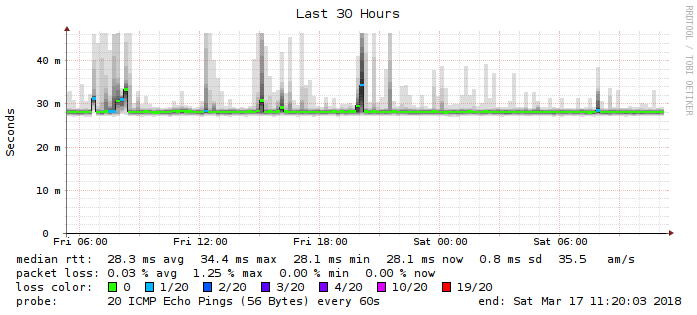 Last 30 Hours
RRDTOOL / TOBI OETIKER
Seconds
40 m
30 m
20 m
10 m
0
Fri 06:00 Fri 12:00 Fri 18:00 Sat 00:00 Sat 06:00
median rtt: 28.3 ms avg 34.4 ms max 28.1 ms min 28.1 ms now 0.8 ms sd 35.5 am/s
packet loss: 0.03 % avg 1.25 % max 0.00 % min 0.00 % now
loss color: 0 1/20 2/20 3/20 4/20 10/20 19/20
probe: 20 ICMP Echo Pings (56 Bytes) every 60s end: Sat Mar 17 11:20:03 2018